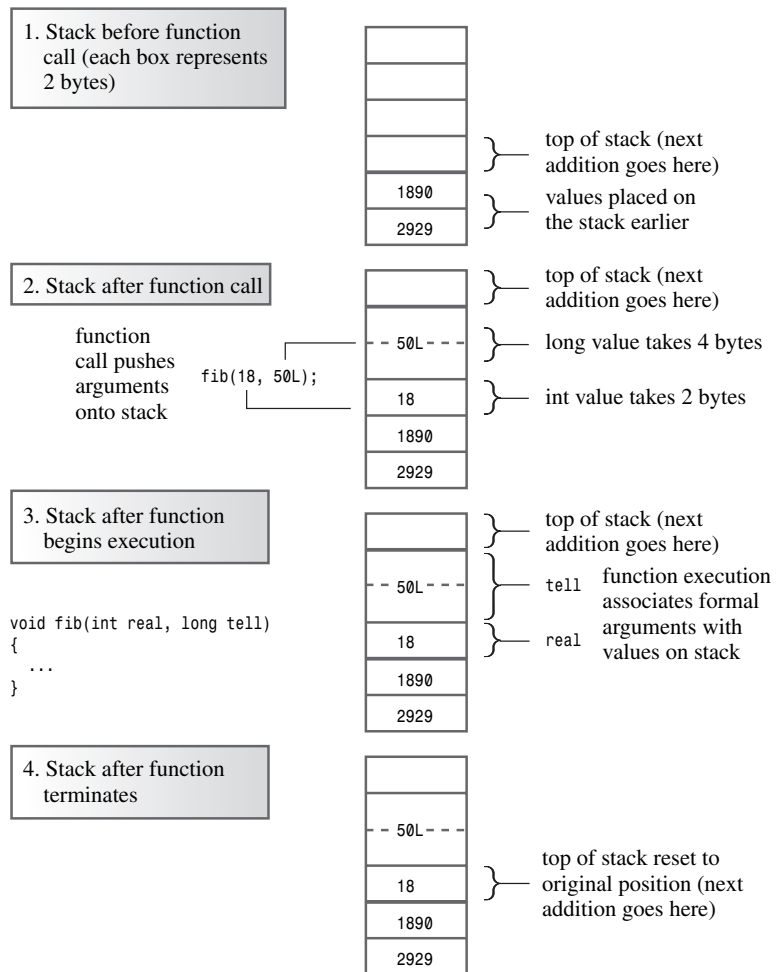 1. Stack before function
call (each box represents
2 bytes)
top of stack (next
addition goes here)
1890
2929
values placed on
the stack earlier
2. Stack after function call
top of stack (next
addition goes here)
function
call pushes
arguments
onto stack
fib(18, 50L);
50L
long value takes 4 bytes
18
int value takes 2 bytes
1890
2929
3. Stack after function
begins execution
top of stack (next
addition goes here)
void fib(int real, long tell)
{
...
}
50L
tell
18
real
function execution
associates formal
arguments with
values on stack
1890
2929
4. Stack after function
terminates
50L
18
top of stack reset to
original position (next
addition goes here)
1890
2929